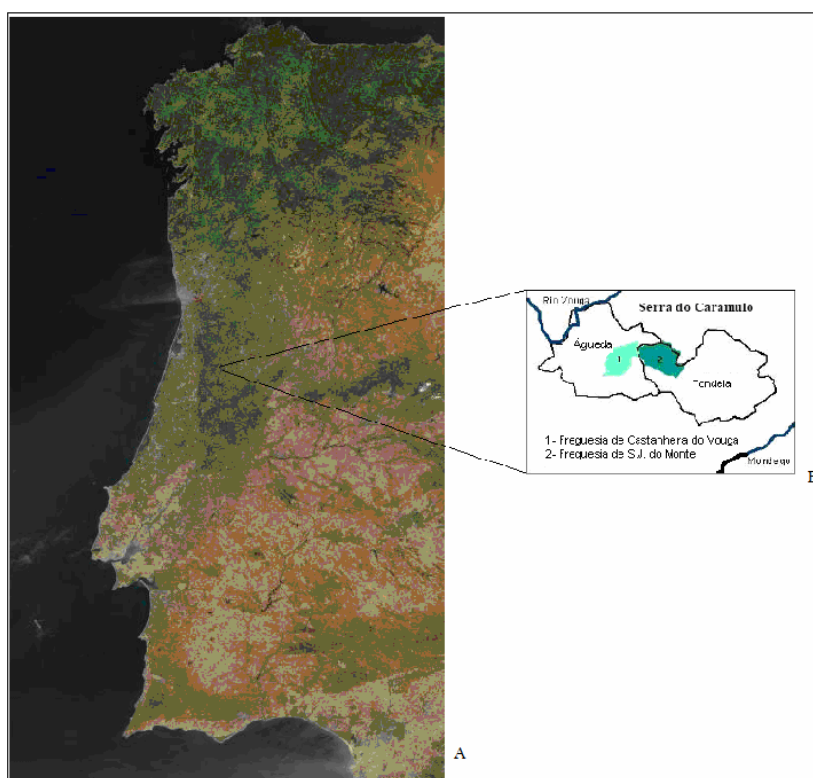 Rio Vouga
Serra do Caramulo
Águeda
1
2
Tondela
1- Freguesia de Castanhera do Vouga
2- Freguesia de S.J. do Monte
Mondego
B
A